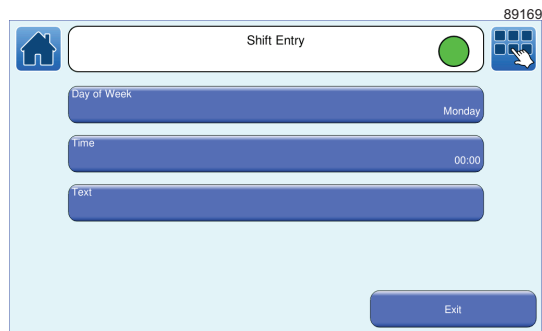 89169
Shift Entry
Day of Week
Monday
Time
00:00
Text
Exit